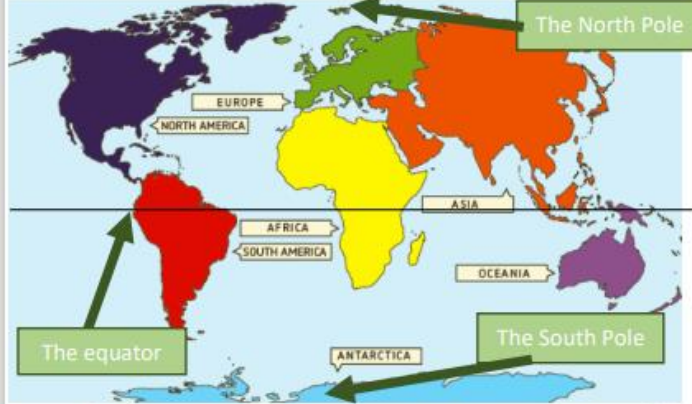 The North Pole
EUROPE
NORTH AMERICA
ASIA
AFRICA
SOUTH AMERICA
OCEANIA
The equator
The South Pole
ANTARCTICA